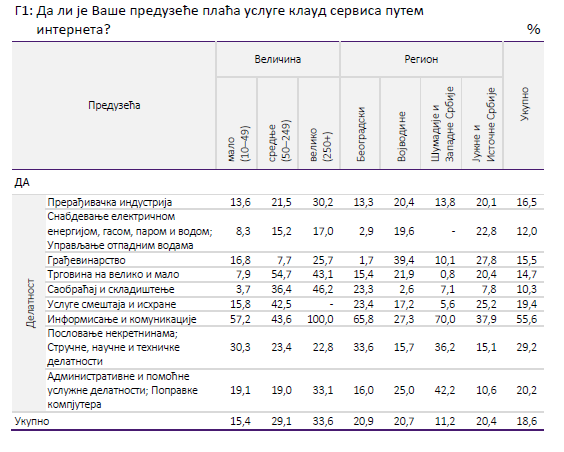 Г1: Да ли је Ваше предузеће плаћа услуге клауд сервиса путем
интернета? %
Предузећа Величина Регион Укупно
мало (10–49) средње (50–249) велико (250+) Београдски Војводине Шумадије и Западне Србије Јужне и Источне Србије
ДА
Делатност
Прерађивачка индустрија 13,6 21,5 30,2 13,3 20,4 13,8 20,1 16,5
Снабдевање електричном
енергијом, гасом, паром и водом; 8,3 15,2 17,0 2,9 19,6 - 22,8 12,0
Управљање отпадним водама
Грађевинарство 16,8 7,7 25,7 1,7 39,4 10,1 27,8 15,5
Трговина на велико и мало 7,9 54,7 43,1 15,4 21,9 0,8 20,4 14,7
Саобраћај и складиштење 3,7 36,4 46,2 23,3 2,6 7,1 7,8 10,3
Услуге смештаја и исхране 15,8 42,5 - 23,4 17,2 5,6 25,2 19,4
Информисање и комуникације 57,2 43,6 100,0 65,8 27,3 70,0 37,9 55,6
Пословање некретнинама;
Стручне, научне и техничке 30,3 23,4 22,8 33,6 15,7 36,2 15,1 29,2
делатности
Административне и помоћне
услужне делатности; Поправке 19,1 19,0 33,1 16,0 25,0 42,2 10,6 20,2
компјутера
Укупно 15,4 29,1 33,6 20,9 20,7 11,2 20,4 18,6